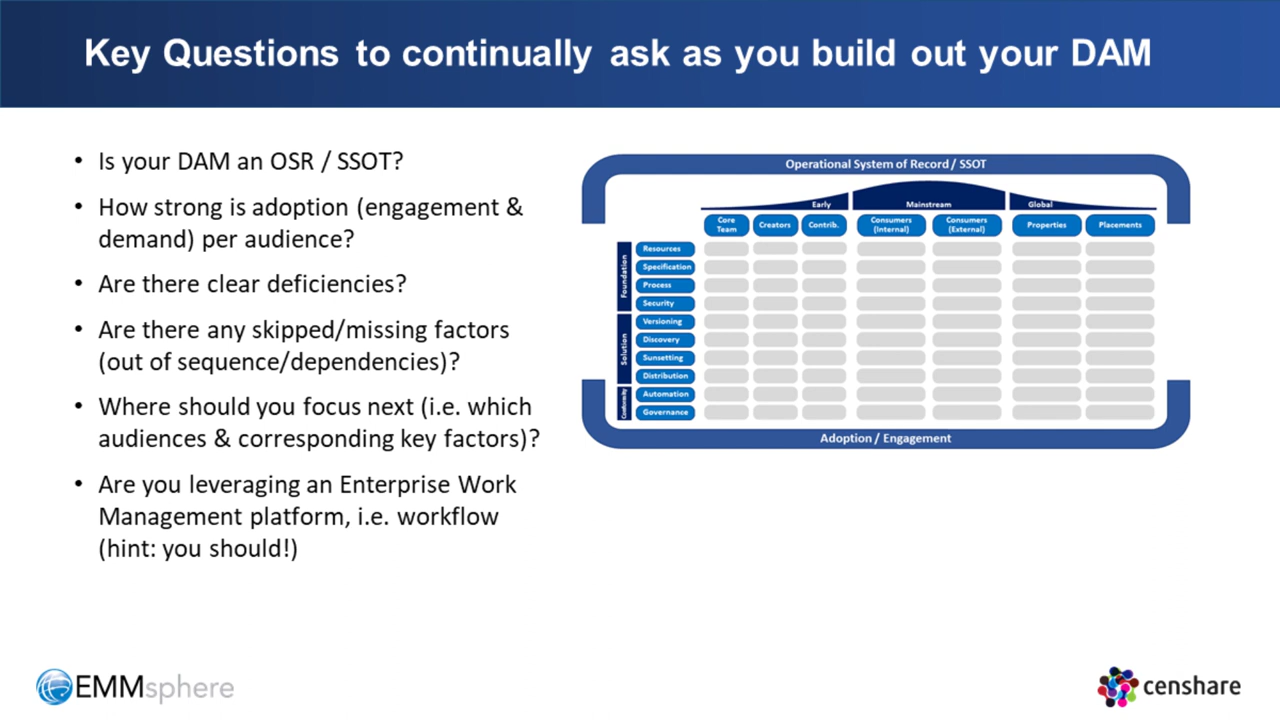 Key Questions to continually ask as you build out your DAM
• Is your DAM an OSR / SSOT?
• How strong is adoption (engagement &
demand) per audience?
• Are there clear deficiencies?
• Are there any skipped/missing factors
(out of sequence/dependencies)?
• Where should you focus next (i.e. which
audiences & corresponding key factors)?
• Are you leveraging an Enterprise Work
Management platform, i.e. workflow
(hint: you should!)
Operational System of Record / SSOT
Early
Mainstream
Global
Core
Team
Creators
Contrib.
Consumers
(Internal)
Consumers
(External)
Properties
Placements
Foundation
Resources
Specification
Process
Security
Solution
Versioning
Discovery
Sunsetting
Distribution
Conformity
Automation
Governance
Adoption / Engagement
EMMsphere
censhare